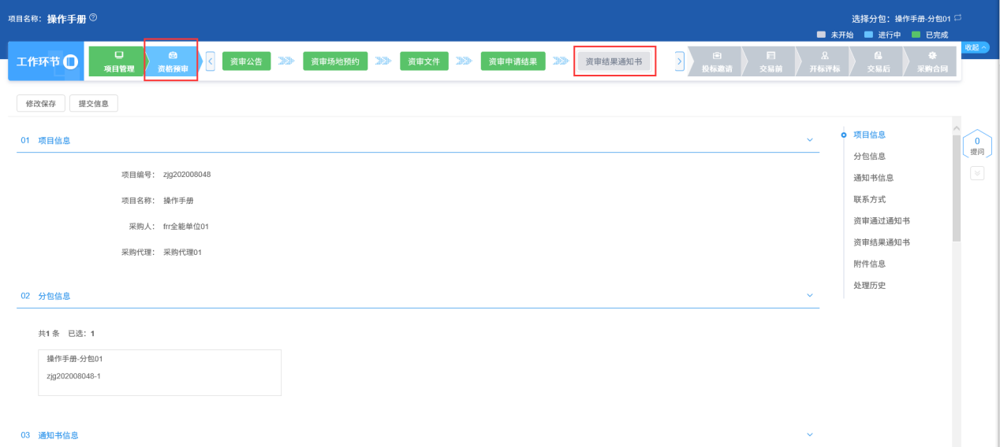 项目名称: 操作手册 ?
选择分包: 操作手册-分包01
未开始 进行中 已完成
收起
工作环节
项目管理
资格预审
资审公告
资审场地预约
资审文件
资审申请结果
资审结果通知书
投标邀请
交易前
开标评标
交易后
采购合同
修改保存
提交信息
01 项目信息
项目编号: zjg202008048
项目名称: 操作手册
采购人: frr全能单位01
采购代理: 采购代理01
02 分包信息
共1 条 已选: 1
操作手册-分包01
zjg202008048-1
03 通知书信息
项目信息
分包信息
通知书信息
联系方式
资审通过通知书
资审结果通知书
附件信息
处理历史
0
提问